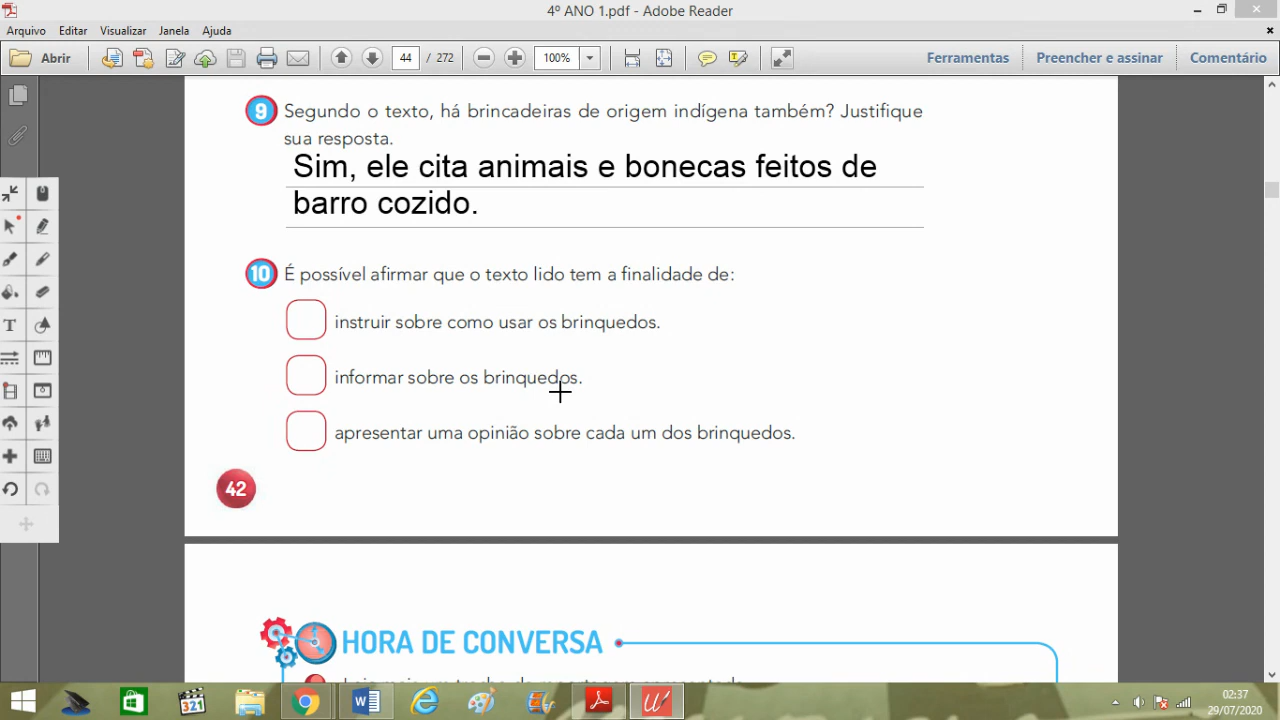 4º ANO 1.pdf - Adobe Reader
Arquivo Editar Visualizar Janela Ajuda
Abrir 44 / 272 100% Ferramentas Preencher e assinar Comentário
9 Segundo o texto, há brincadeiras de origem indígena também? Justifique
sua resposta.
Sim, ele cita animais e bonecas feitos de
barro cozido.
10 É possível afirmar que o texto lido tem a finalidade de:
instruir sobre como usar os brinquedos.
informar sobre os brinquedos.
apresentar uma opinião sobre cada um dos brinquedos.
42
HORA DE CONVERSA
321
02:37
29/07/2020